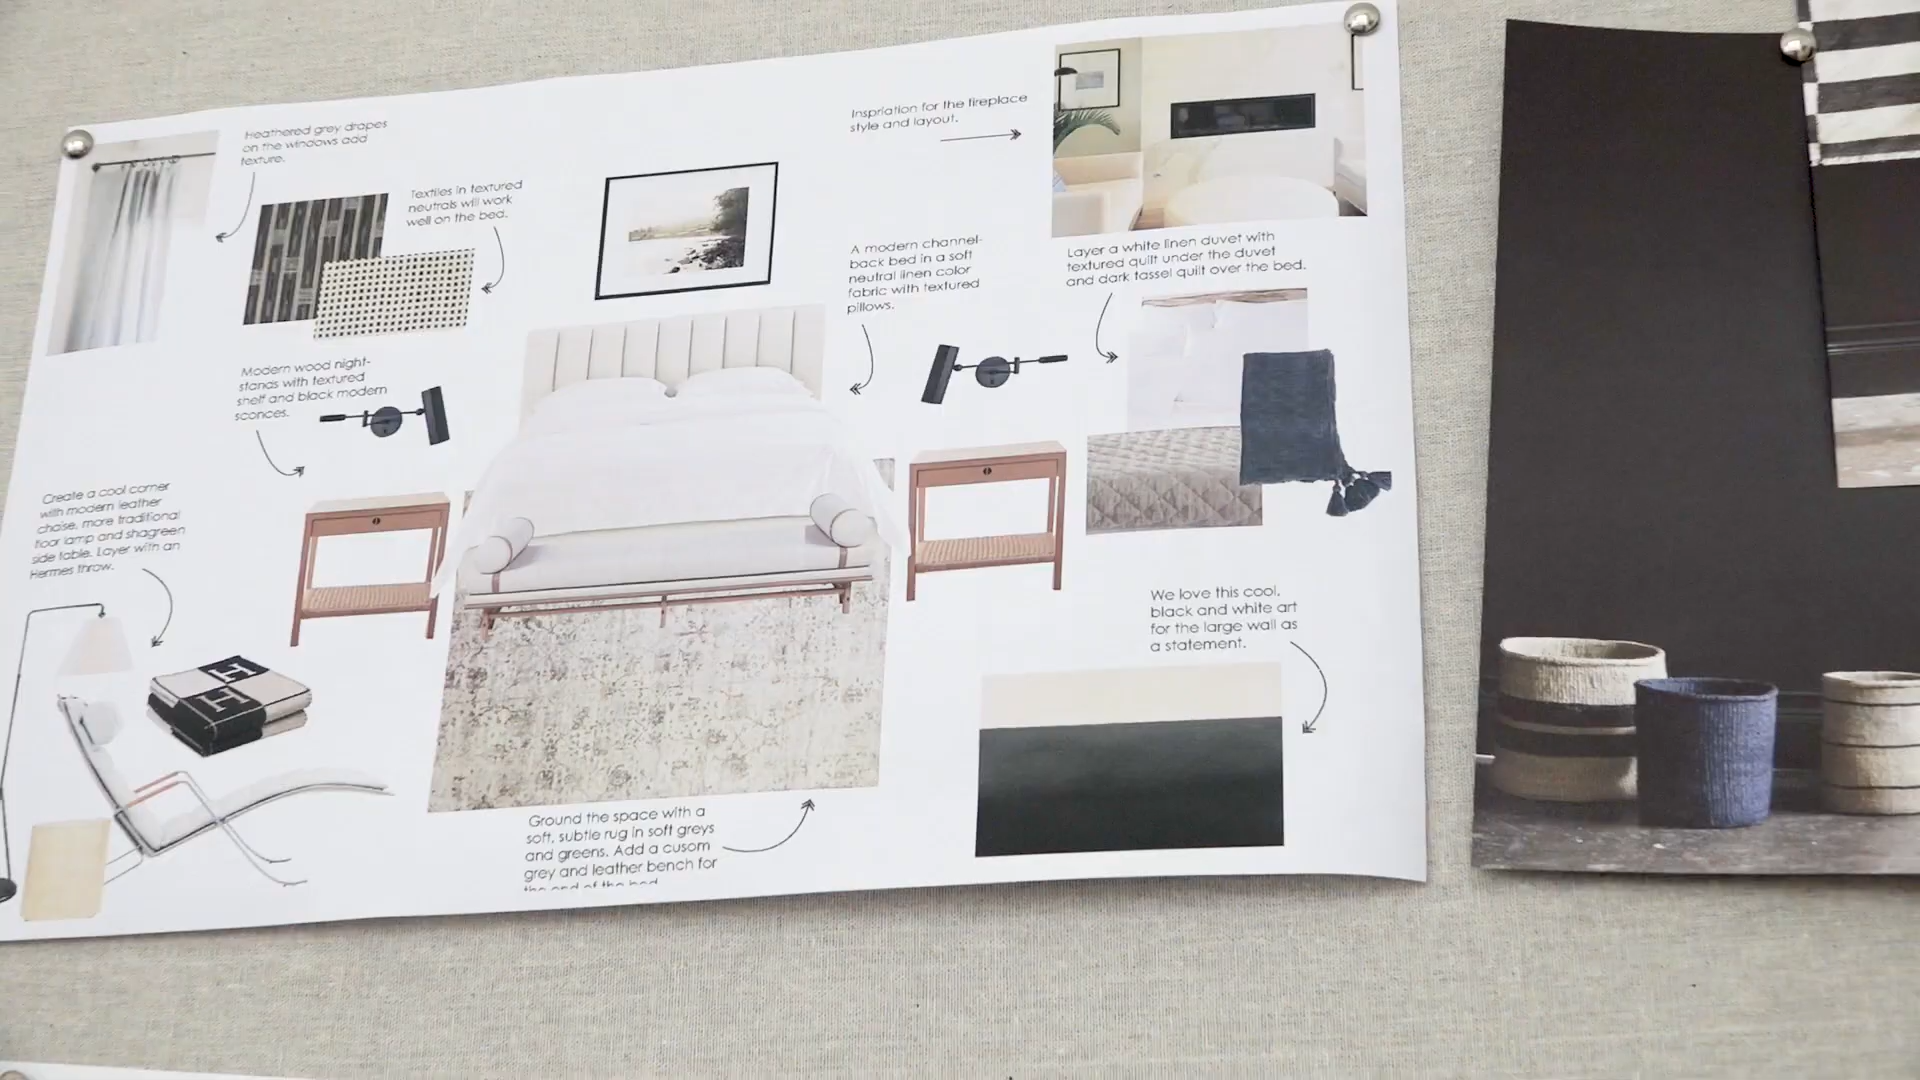 Heathered grey drapes
on the windows add
texture.
Textiles in textured
neutrals will work
well on the bed.
Inspriation for the fireplace
style and layout.
A modern channel-
back bed in a soft
neutral linen color
fabric with textured
pillows.
Layer a white linen duvet with
textured quilt under the duvet
and dark tassel quilt over the bed.
Modern wood night-
stands with textured
shelf and black modern
sconces.
Create a cool corner
with modern leather
chaise, more traditional
floor lamp and shagreen
side table. Layer with an
Hermes throw.
H
H
We love this cool,
black and white art
for the large wall as
a statement.
Ground the space with a
soft, subtle rug in soft greys
and greens. Add a cusom
grey and leather bench for
the end of the bed